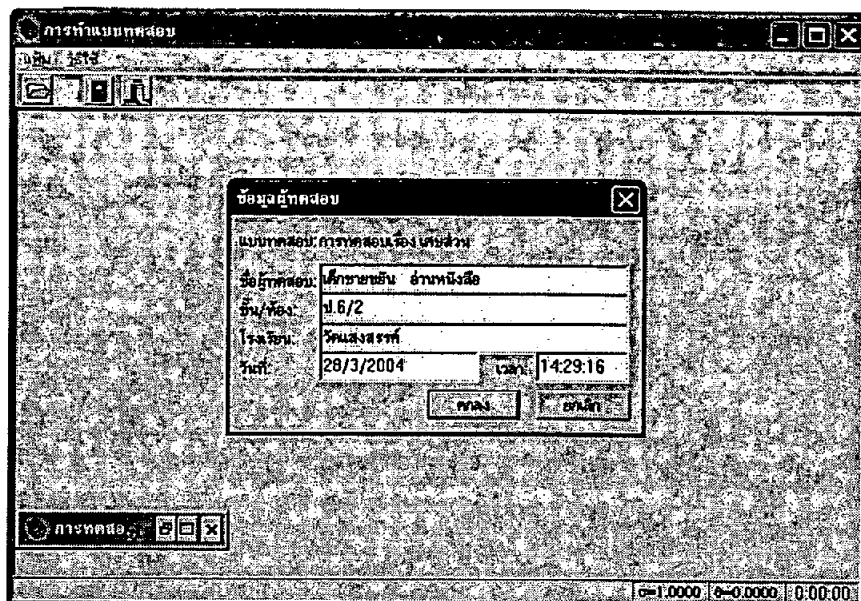 การทำแบบทดสอบ
แฟ้ม วิธีใช้
ข้อมูลผู้ทดสอบ
แบบทดสอบ: การทดสอบเรื่อง เศษส่วน
ชื่อผู้ทดสอบ: เด็กชายขยัน อ่านหนังสือ
ชั้น/ห้อง: ป.6/2
โรงเรียน: วัดแสงสรรค์
วันที่: 28/3/2004 เวลา: 14:29:16
ตกลง ยกเลิก
การทดสอ
σ=1.0000 θ=0.0000 0:00:00